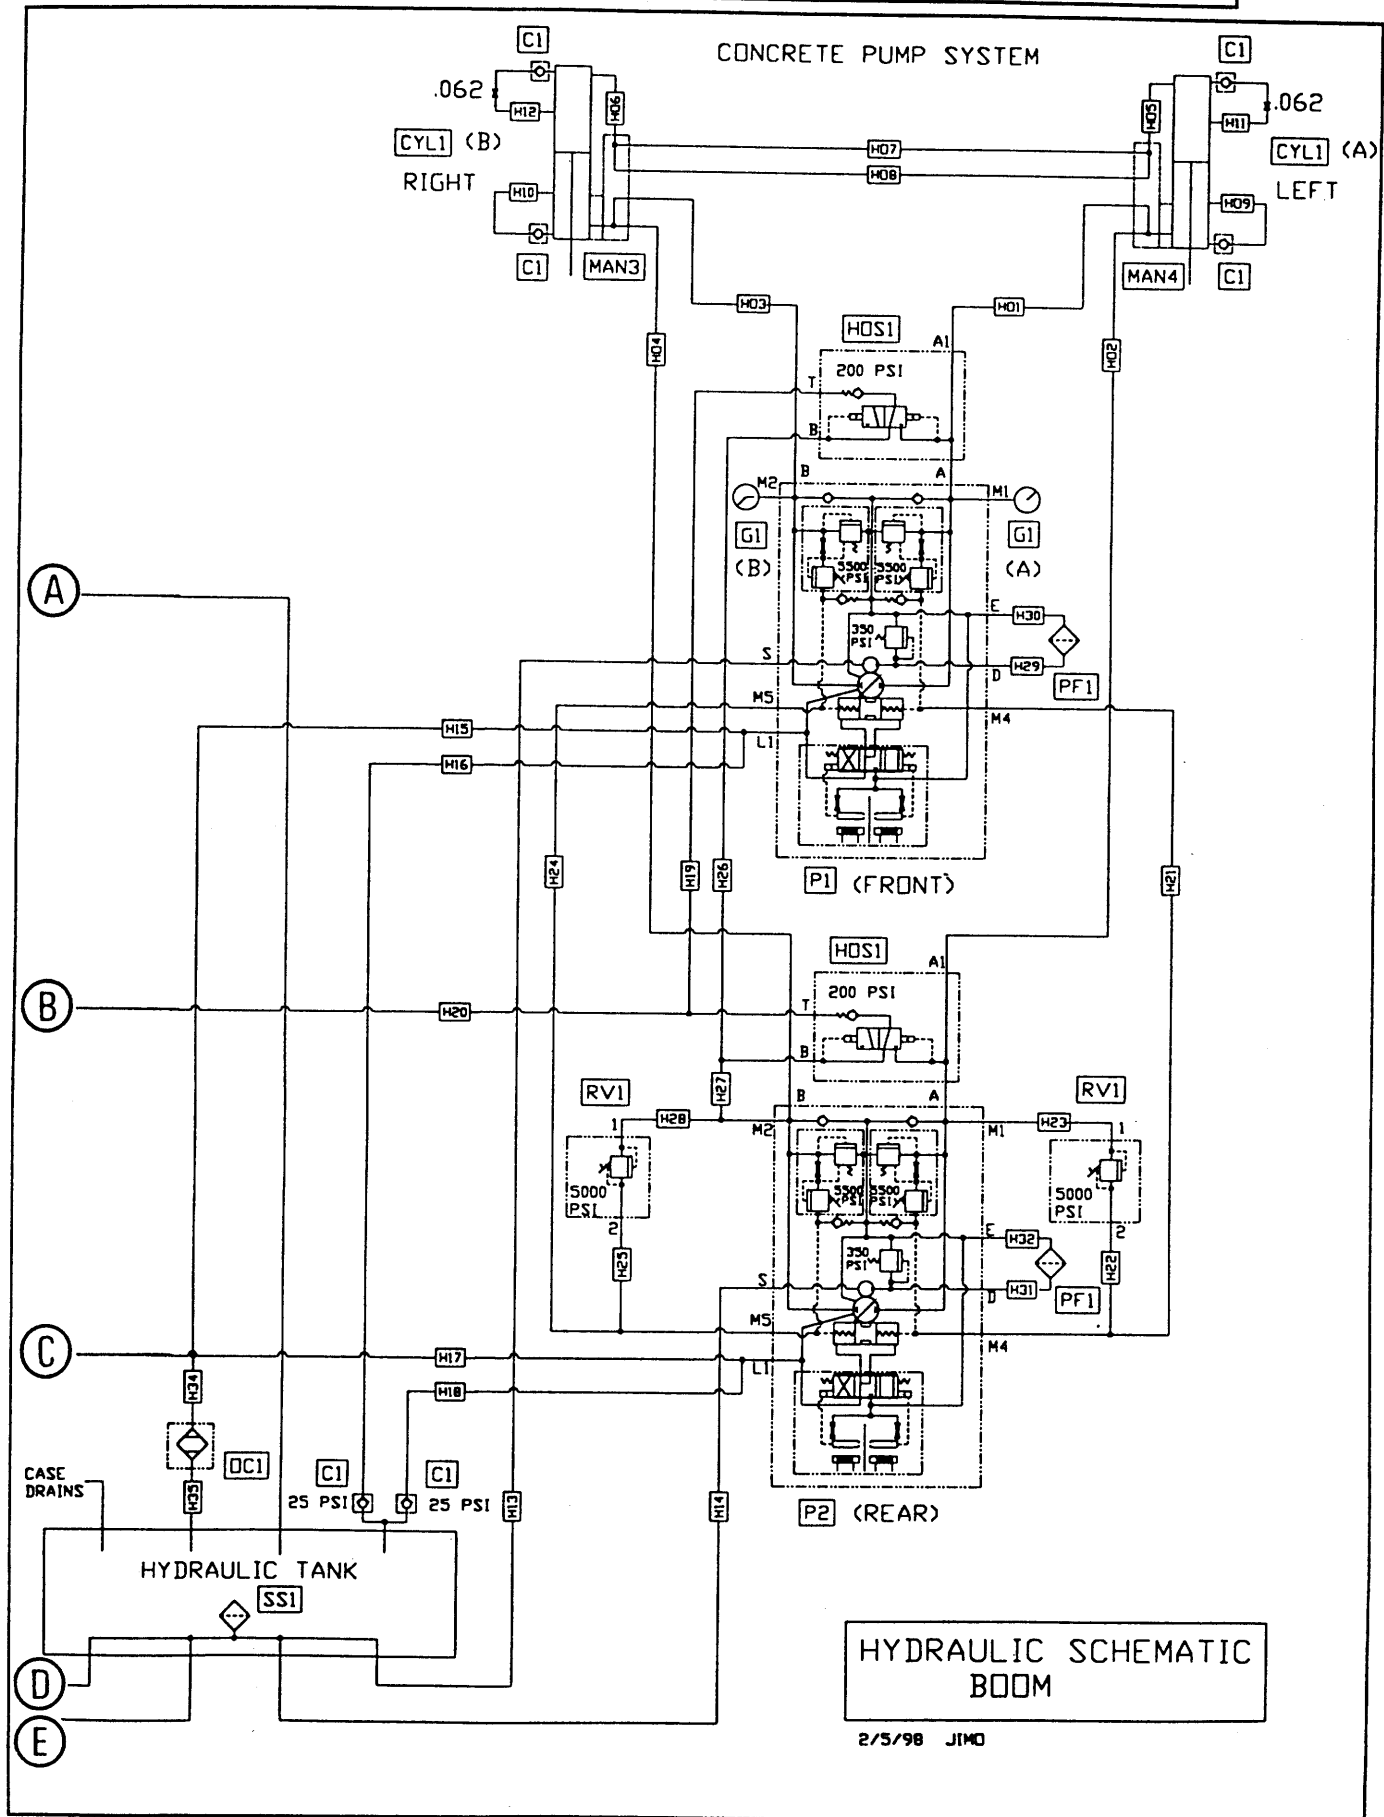 CONCRETE PUMP SYSTEM
C1
C1
.062
H12
H06
H05
H11
.062
CYL1 (B)
H07
CYL1 (A)
RIGHT
H08
LEFT
H10
H09
C1
MAN3
MAN4
C1
H03
H01
HOS1
A1
H04
H02
200 PSI
T
B
B
A
M2
M1
G1
(B)
G1
(A)
5500 PSI
5500 PSI
A
E
H30
350 PSI
S
H29
D
PF1
M5
M4
H15
L1
H16
H24
H19
H26
H21
P1 (FRONT)
HOS1
A1
200 PSI
B
H20
T
B
RV1
H27
RV1
B
A
1
H28
M2
M1
H23
1
5000 PSI
5500 PSI
5500 PSI
5000 PSI
2
2
H25
E
H32
H22
350 PSI
S
D
H31
PF1
M5
M4
C
H17
L1
H34
H18
OC1
C1
C1
CASE DRAINS
H35
25 PSI
25 PSI
H13
H14
P2 (REAR)
HYDRAULIC TANK
SS1
D
E
HYDRAULIC SCHEMATIC
BOOM
2/5/98 JIMO